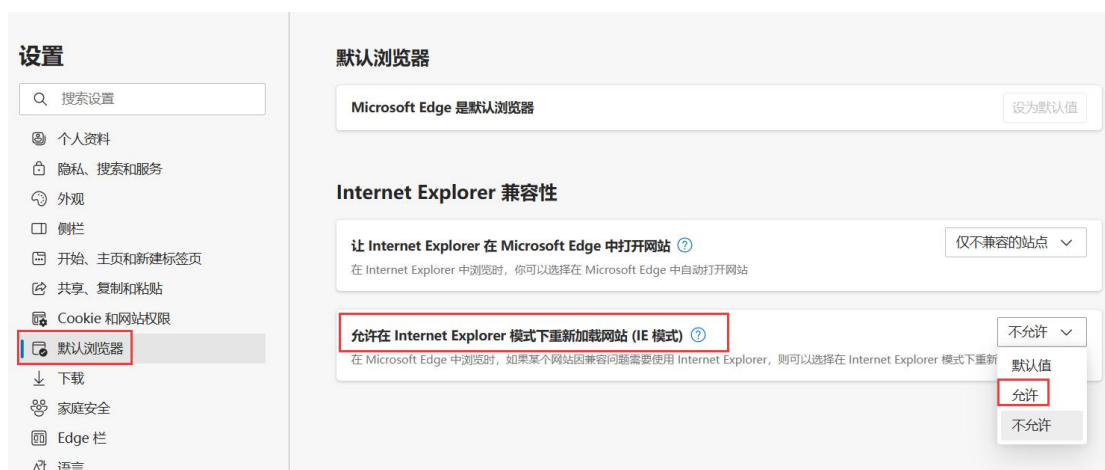 设置
搜索设置
个人资料
隐私、搜索和服务
外观
侧栏
开始、主页和新建标签页
共享、复制和粘贴
Cookie 和网站权限
默认浏览器
下载
家庭安全
Edge 栏
语言
默认浏览器
Microsoft Edge 是默认浏览器
设为默认值
Internet Explorer 兼容性
让 Internet Explorer 在 Microsoft Edge 中打开网站
仅不兼容的站点
在 Internet Explorer 中浏览时，你可以选择在 Microsoft Edge 中自动打开网站
允许在 Internet Explorer 模式下重新加载网站 (IE 模式)
不允许
在 Microsoft Edge 中浏览时，如果某个网站因兼容问题需要使用 Internet Explorer，则可以选择在 Internet Explorer 模式下重新
默认值
允许
不允许